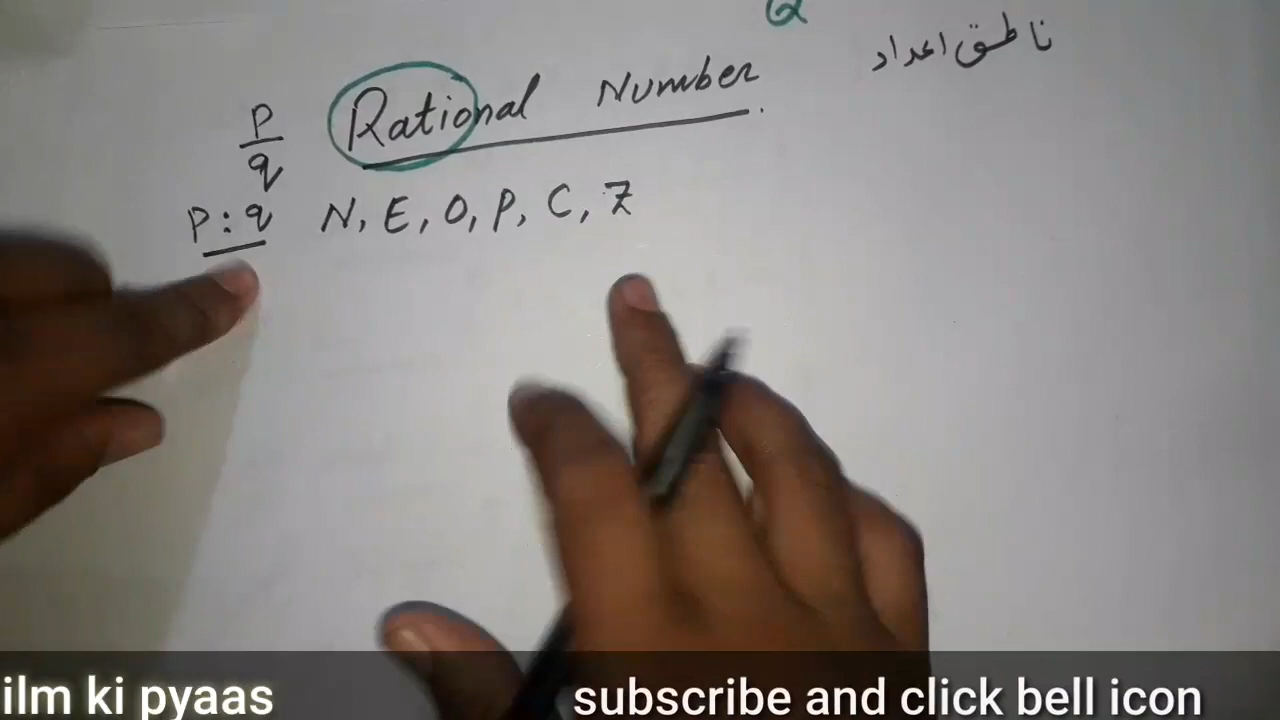 Q
ناطق اعداد
Rational Number.
P/q
P : q N, E, O, P, C, Z
ilm ki pyaas
subscribe and click bell icon